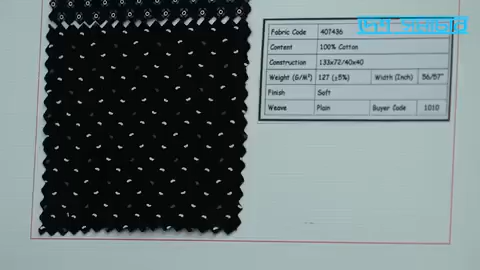 Fabric Code 407436
Content 100% Cotton
Construction 133x72/40x40
Weight (G/M²) 127 (±5%) Width (Inch) 56/57"
Finish Soft
Weave Plain Buyer Code 1010